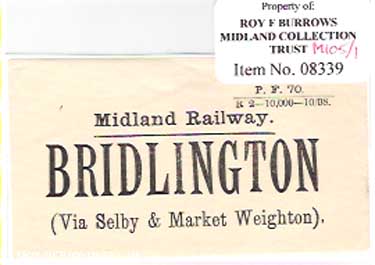 Property of:
ROY F BURROWS
MIDLAND COLLECTION
TRUST M105/1
Item No. 08339
P. F. 70.
R 2—10,000—10/08.
Midland Railway.
BRIDLINGTON
(Via Selby & Market Weighton).